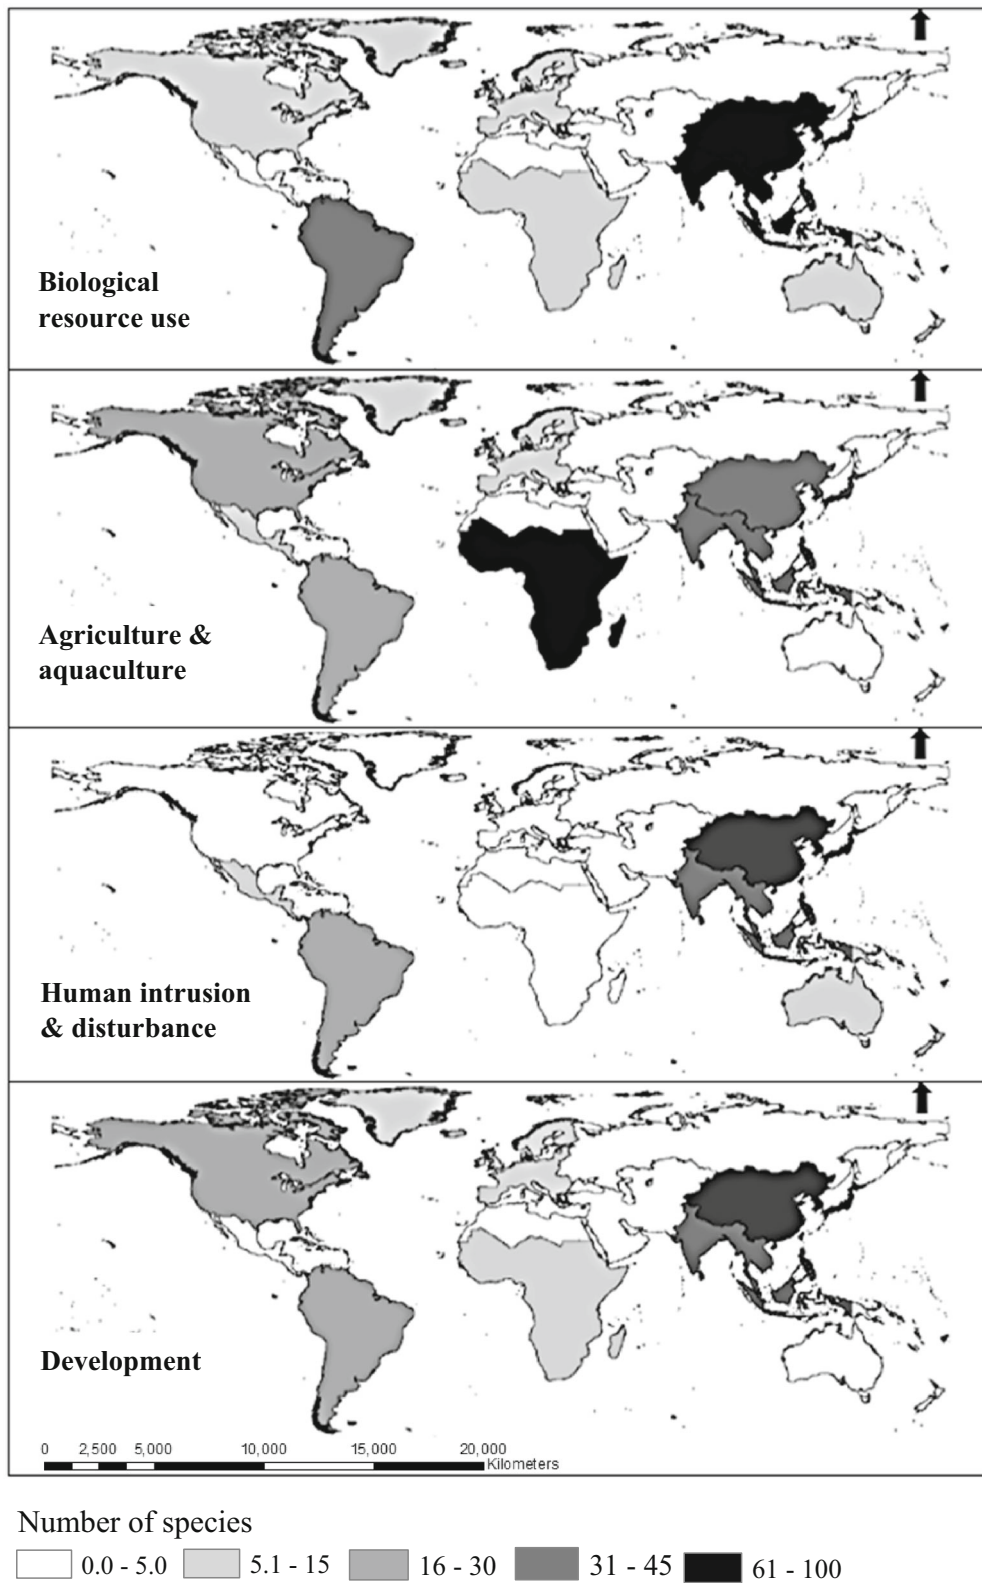 Biological
resource use
Agriculture &
aquaculture
Human intrusion
& disturbance
Development
0 2,500 5,000 10,000 15,000 20,000
Kilometers
Number of species
0.0 - 5.0 5.1 - 15 16 - 30 31 - 45 61 - 100